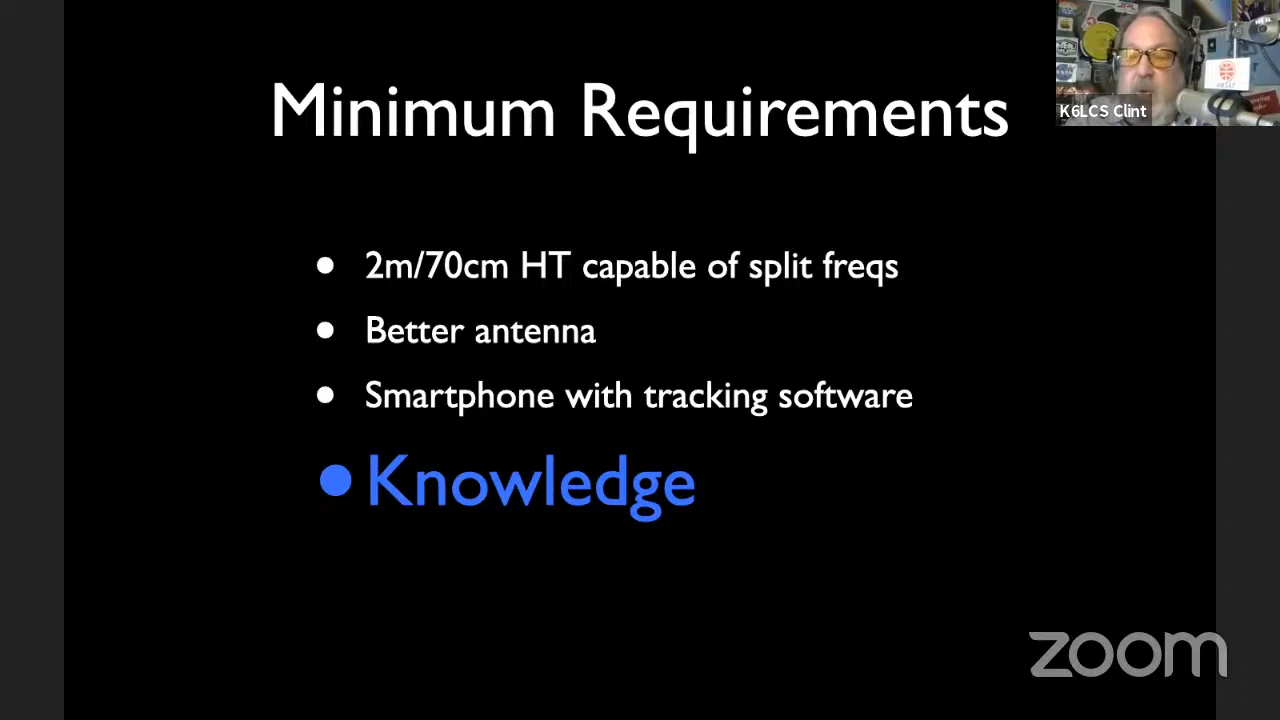 Minimum Requirements
K6LCS Clint
• 2m/70cm HT capable of split freqs
• Better antenna
• Smartphone with tracking software
• Knowledge
zoom